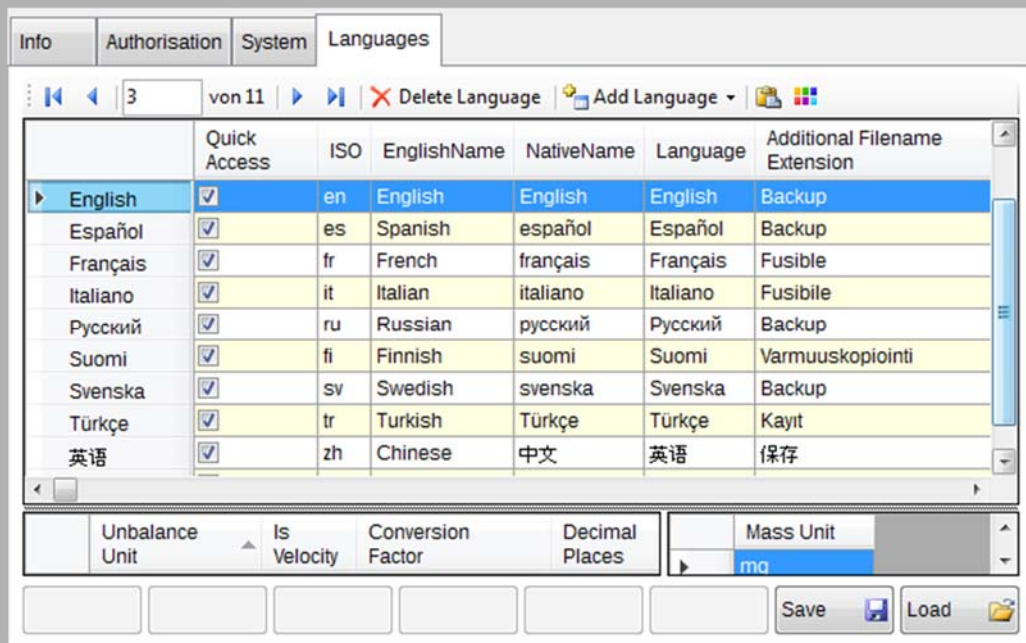 Info Authorisation System Languages
3 von 11 Delete Language Add Language
Quick Access ISO EnglishName NativeName Language Additional Filename Extension
English en English English English Backup
Español es Spanish español Español Backup
Français fr French français Français Fusible
Italiano it Italian italiano Italiano Fusibile
Русский ru Russian русский Русский Backup
Suomi fi Finnish suomi Suomi Varmuuskopiointi
Svenska sv Swedish svenska Svenska Backup
Türkçe tr Turkish Türkçe Türkçe Kayıt
英语 zh Chinese 中文 英语 保存
Unbalance Unit Is Velocity Conversion Factor Decimal Places Mass Unit
mg
Save Load